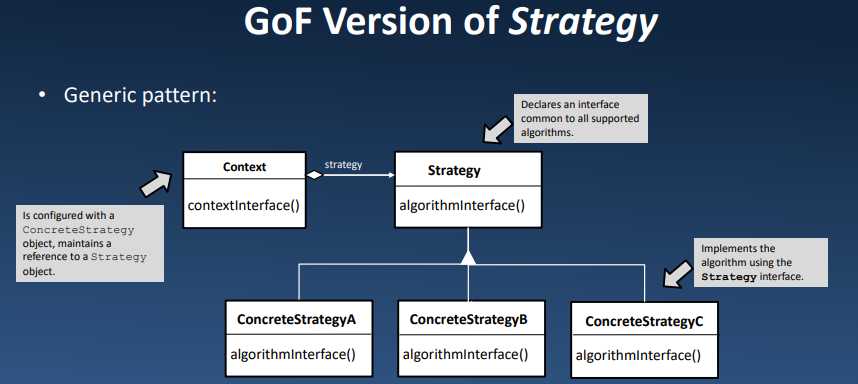 GoF Version of Strategy
• Generic pattern:
Declares an interface
common to all supported
algorithms.
Context
strategy
Strategy
contextInterface()
algorithmInterface()
Is configured with a
ConcreteStrategy
object, maintains a
reference to a Strategy
object.
Implements the
algorithm using the
Strategy interface.
ConcreteStrategyA
ConcreteStrategyB
ConcreteStrategyC
algorithmInterface()
algorithmInterface()
algorithmInterface()